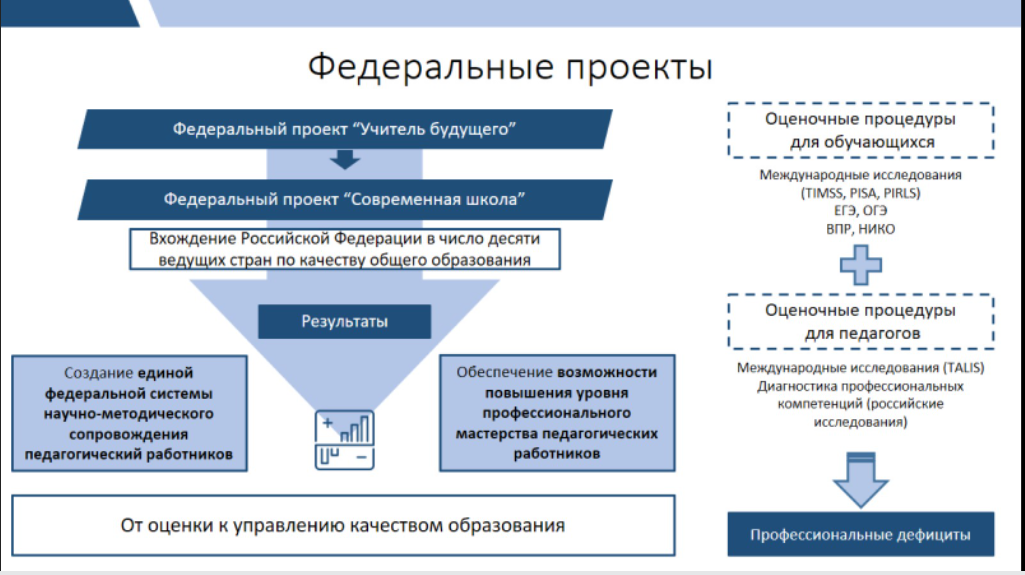 Федеральные проекты
Федеральный проект “Учитель будущего”
Федеральный проект “Современная школа”
Вхождение Российской Федерации в число десяти
ведущих стран по качеству общего образования
Результаты
Создание единой
федеральной системы
научно-методического
сопровождения
педагогический работников
Обеспечение возможности
повышения уровня
профессионального
мастерства педагогических
работников
От оценки к управлению качеством образования
Оценочные процедуры
для обучающихся
Международные исследования
(TIMSS, PISA, PIRLS)
ЕГЭ, ОГЭ
ВПР, НИКО
Оценочные процедуры
для педагогов
Международные исследования (TALIS)
Диагностика профессиональных
компетенций (российские
исследования)
Профессиональные дефициты